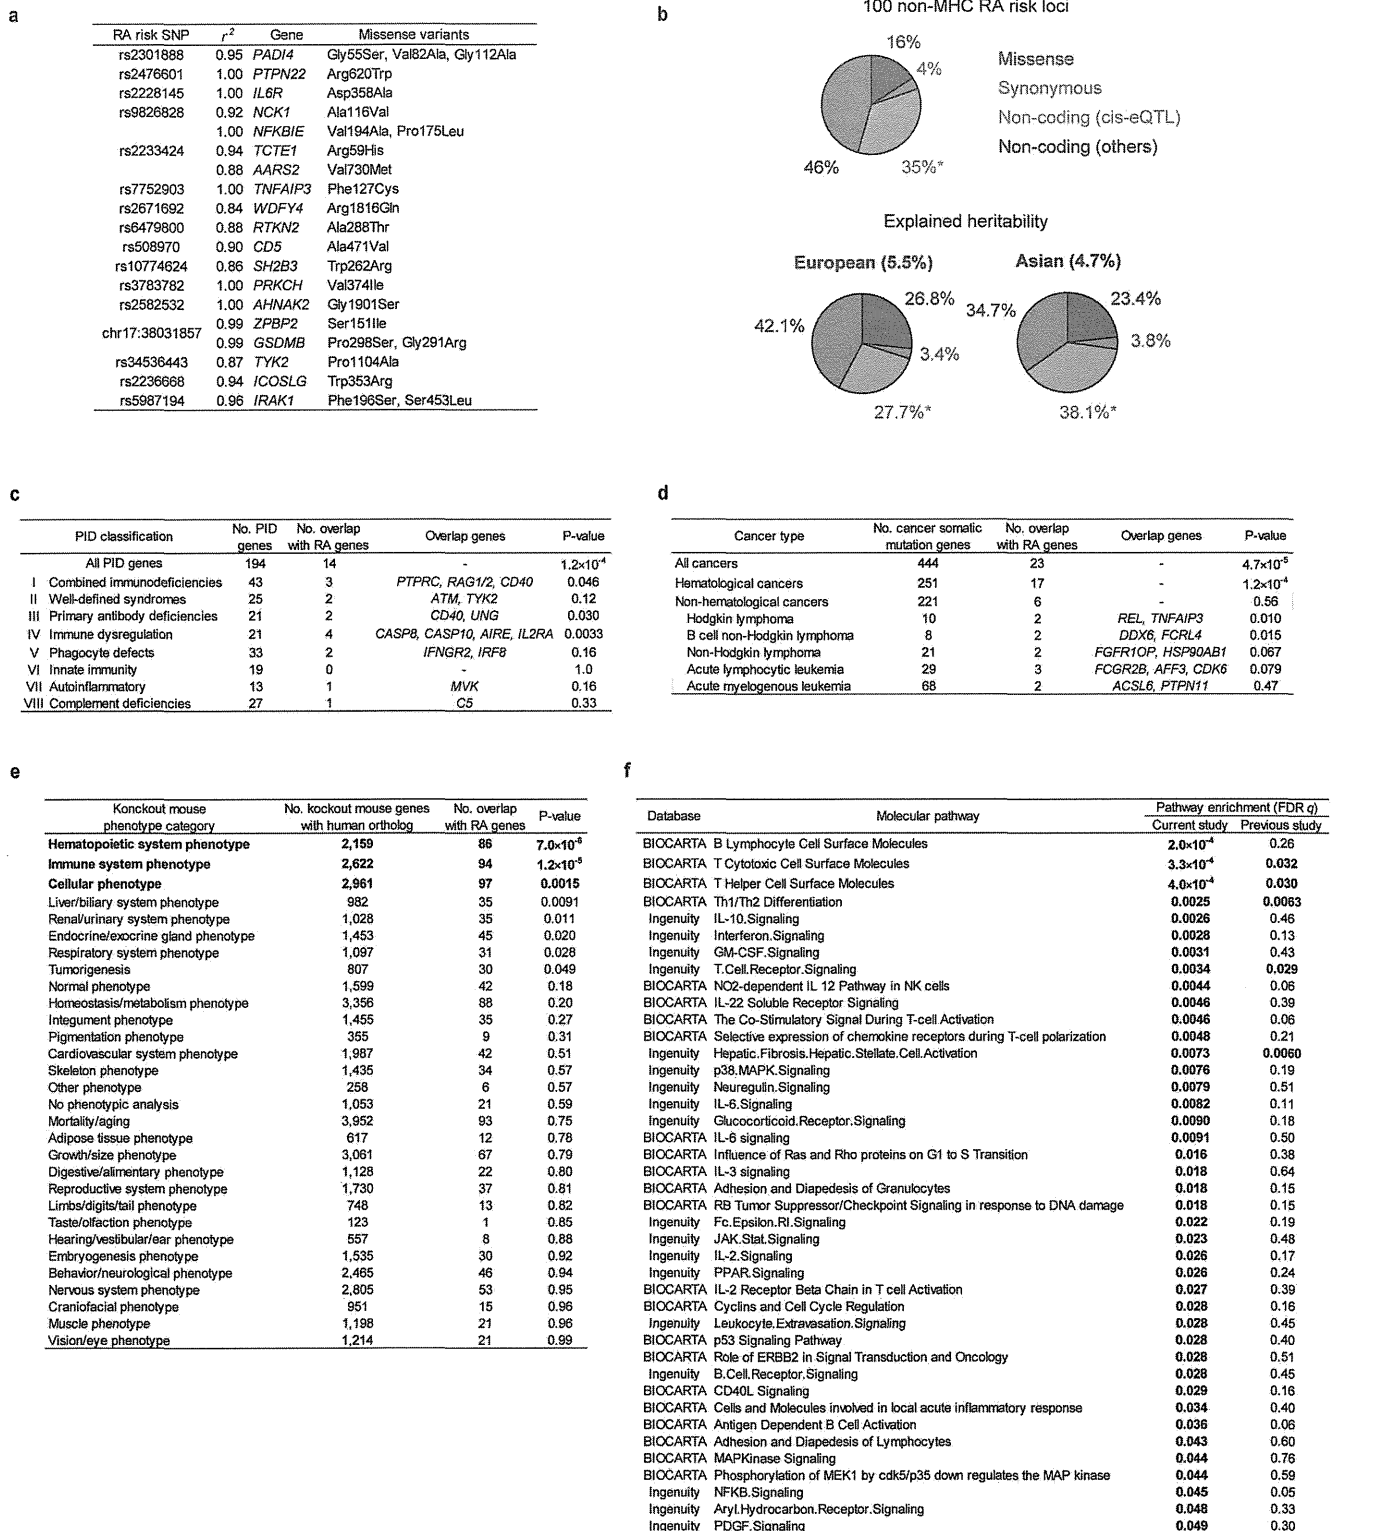 a
RA risk SNP r² Gene Missense variants
rs2301888 0.95 PADI4 Gly55Ser, Val82Ala, Gly112Ala
rs2476601 1.00 PTPN22 Arg620Trp
rs2228145 1.00 IL6R Asp358Ala
rs9826828 0.92 NCK1 Ala116Val
1.00 NFKBIE Val194Ala, Pro175Leu
rs2233424 0.94 TCTE1 Arg59His
0.88 AARS2 Val730Met
rs7752903 1.00 TNFAIP3 Phe127Cys
rs2671692 0.84 WDFY4 Arg1816Gln
rs6479800 0.88 RTKN2 Ala288Thr
rs508970 0.90 CD5 Ala471Val
rs10774624 0.86 SH2B3 Trp262Arg
rs3783782 1.00 PRKCH Val374Ile
rs2582532 1.00 AHNAK2 Gly1901Ser
chr17:38031857 0.99 ZPBP2 Ser151Ile
0.99 GSDMB Pro298Ser, Gly291Arg
rs34536443 0.87 TYK2 Pro1104Ala
rs2236668 0.94 ICOSLG Trp353Arg
rs5987194 0.96 IRAK1 Phe196Ser, Ser453Leu
b
100 non-MHC RA risk loci
16%
4%
46%
35%*
Missense
Synonymous
Non-coding (cis-eQTL)
Non-coding (others)
Explained heritability
European (5.5%) Asian (4.7%)
26.8%
3.4%
27.7%*
42.1%
23.4%
3.8%
38.1%*
34.7%
c
PID classification No. PID genes No. overlap with RA genes Overlap genes P-value
All PID genes 194 14 - 1.2×10⁻⁴
I Combined immunodeficiencies 43 3 PTPRC, RAG1/2, CD40 0.046
II Well-defined syndromes 25 2 ATM, TYK2 0.12
III Primary antibody deficiencies 21 2 CD40, UNG 0.030
IV Immune dysregulation 21 4 CASP8, CASP10, AIRE, IL2RA 0.0033
V Phagocyte defects 33 2 IFNGR2, IRF8 0.16
VI Innate immunity 19 0 - 1.0
VII Autoinflammatory 13 1 MVK 0.16
VIII Complement deficiencies 27 1 C5 0.33
d
Cancer type No. cancer somatic mutation genes No. overlap with RA genes Overlap genes P-value
All cancers 444 23 - 4.7×10⁻⁵
Hematological cancers 251 17 - 1.2×10⁻⁴
Non-hematological cancers 221 6 - 0.56
Hodgkin lymphoma 10 2 REL, TNFAIP3 0.010
B cell non-Hodgkin lymphoma 8 2 DDX6, FCRL4 0.015
Non-Hodgkin lymphoma 21 2 FGFR1OP, HSP90AB1 0.067
Acute lymphocytic leukemia 29 3 FCGR2B, AFF3, CDK6 0.079
Acute myelogenous leukemia 68 2 ACSL6, PTPN11 0.47
e
Konckout mouse phenotype category No. kockout mouse genes with human ortholog No. overlap with RA genes P-value
Hematopoietic system phenotype 2,159 86 7.0×10⁻⁶
Immune system phenotype 2,622 94 1.2×10⁻⁵
Cellular phenotype 2,961 97 0.0015
Liver/biliary system phenotype 982 35 0.0091
Renal/urinary system phenotype 1,028 35 0.011
Endocrine/exocrine gland phenotype 1,453 45 0.020
Respiratory system phenotype 1,097 31 0.028
Tumorigenesis 807 30 0.049
Normal phenotype 1,599 42 0.18
Homeostasis/metabolism phenotype 3,356 88 0.20
Integument phenotype 1,455 35 0.27
Pigmentation phenotype 355 9 0.31
Cardiovascular system phenotype 1,987 42 0.51
Skeleton phenotype 1,435 34 0.57
Other phenotype 258 6 0.57
No phenotypic analysis 1,053 21 0.59
Mortality/aging 3,952 93 0.75
Adipose tissue phenotype 617 12 0.78
Growth/size phenotype 3,061 67 0.79
Digestive/alimentary phenotype 1,128 22 0.80
Reproductive system phenotype 1,730 37 0.81
Limbs/digits/tail phenotype 748 13 0.82
Taste/olfaction phenotype 123 1 0.85
Hearing/vestibular/ear phenotype 557 8 0.88
Embryogenesis phenotype 1,535 30 0.92
Behavior/neurological phenotype 2,465 46 0.94
Nervous system phenotype 2,805 53 0.95
Craniofacial phenotype 951 15 0.96
Muscle phenotype 1,198 21 0.96
Vision/eye phenotype 1,214 21 0.99
f
Database Molecular pathway Pathway enrichment (FDR q)
Current study Previous study
BIOCARTA B Lymphocyte Cell Surface Molecules 2.0×10⁻⁴ 0.26
BIOCARTA T Cytotoxic Cell Surface Molecules 3.3×10⁻⁴ 0.032
BIOCARTA T Helper Cell Surface Molecules 4.0×10⁻⁴ 0.030
BIOCARTA Th1/Th2 Differentiation 0.0025 0.0063
Ingenuity IL-10.Signaling 0.0026 0.46
Ingenuity Interferon.Signaling 0.0028 0.13
Ingenuity GM-CSF.Signaling 0.0031 0.43
Ingenuity T.Cell.Receptor.Signaling 0.0034 0.029
BIOCARTA NO2-dependent IL 12 Pathway in NK cells 0.0044 0.06
BIOCARTA IL-22 Soluble Receptor Signaling 0.0046 0.39
BIOCARTA The Co-Stimulatory Signal During T-cell Activation 0.0046 0.06
BIOCARTA Selective expression of chemokine receptors during T-cell polarization 0.0048 0.21
Ingenuity Hepatic.Fibrosis.Hepatic.Stellate.Cell.Activation 0.0073 0.0060
Ingenuity p38.MAPK.Signaling 0.0076 0.19
Ingenuity Neuregulin.Signaling 0.0079 0.51
Ingenuity IL-6.Signaling 0.0082 0.11
Ingenuity Glucocorticoid.Receptor.Signaling 0.0090 0.18
BIOCARTA IL-6 signaling 0.0091 0.50
BIOCARTA Influence of Ras and Rho proteins on G1 to S Transition 0.016 0.38
BIOCARTA IL-3 signaling 0.018 0.64
BIOCARTA Adhesion and Diapedesis of Granulocytes 0.018 0.15
BIOCARTA RB Tumor Suppressor/Checkpoint Signaling in response to DNA damage 0.018 0.15
Ingenuity Fc.Epsilon.RI.Signaling 0.022 0.19
Ingenuity JAK.Stat.Signaling 0.023 0.48
Ingenuity IL-2.Signaling 0.026 0.17
Ingenuity PPAR.Signaling 0.026 0.24
BIOCARTA IL-2 Receptor Beta Chain in T cell Activation 0.027 0.39
BIOCARTA Cyclins and Cell Cycle Regulation 0.028 0.16
Ingenuity Leukocyte.Extravasation.Signaling 0.028 0.45
BIOCARTA p53 Signaling Pathway 0.028 0.40
BIOCARTA Role of ERBB2 in Signal Transduction and Oncology 0.028 0.51
Ingenuity B.Cell.Receptor.Signaling 0.028 0.45
BIOCARTA CD40L Signaling 0.029 0.16
BIOCARTA Cells and Molecules involved in local acute inflammatory response 0.034 0.40
BIOCARTA Antigen Dependent B Cell Activation 0.036 0.06
BIOCARTA Adhesion and Diapedesis of Lymphocytes 0.043 0.60
BIOCARTA MAPKinase Signaling 0.044 0.76
BIOCARTA Phosphorylation of MEK1 by cdk5/p35 down regulates the MAP kinase 0.044 0.59
Ingenuity NFKB.Signaling 0.045 0.05
Ingenuity Aryl.Hydrocarbon.Receptor.Signaling 0.048 0.33
Ingenuity PDGF.Signaling 0.049 0.30